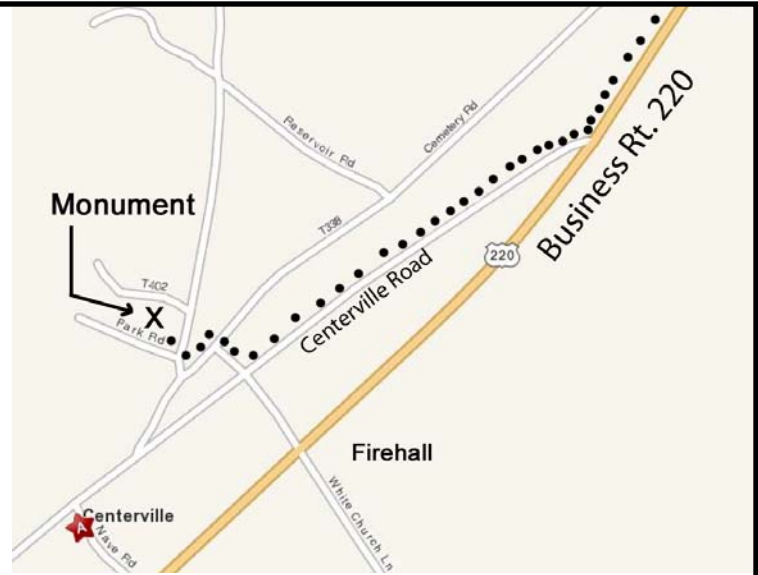 Reservoir Rd
Cemetery Rd
Business Rt. 220
Monument
T338
220
T402
Centerville Road
X
Park Rd
Firehall
White Church Ln
Centerville
A
Nave Rd